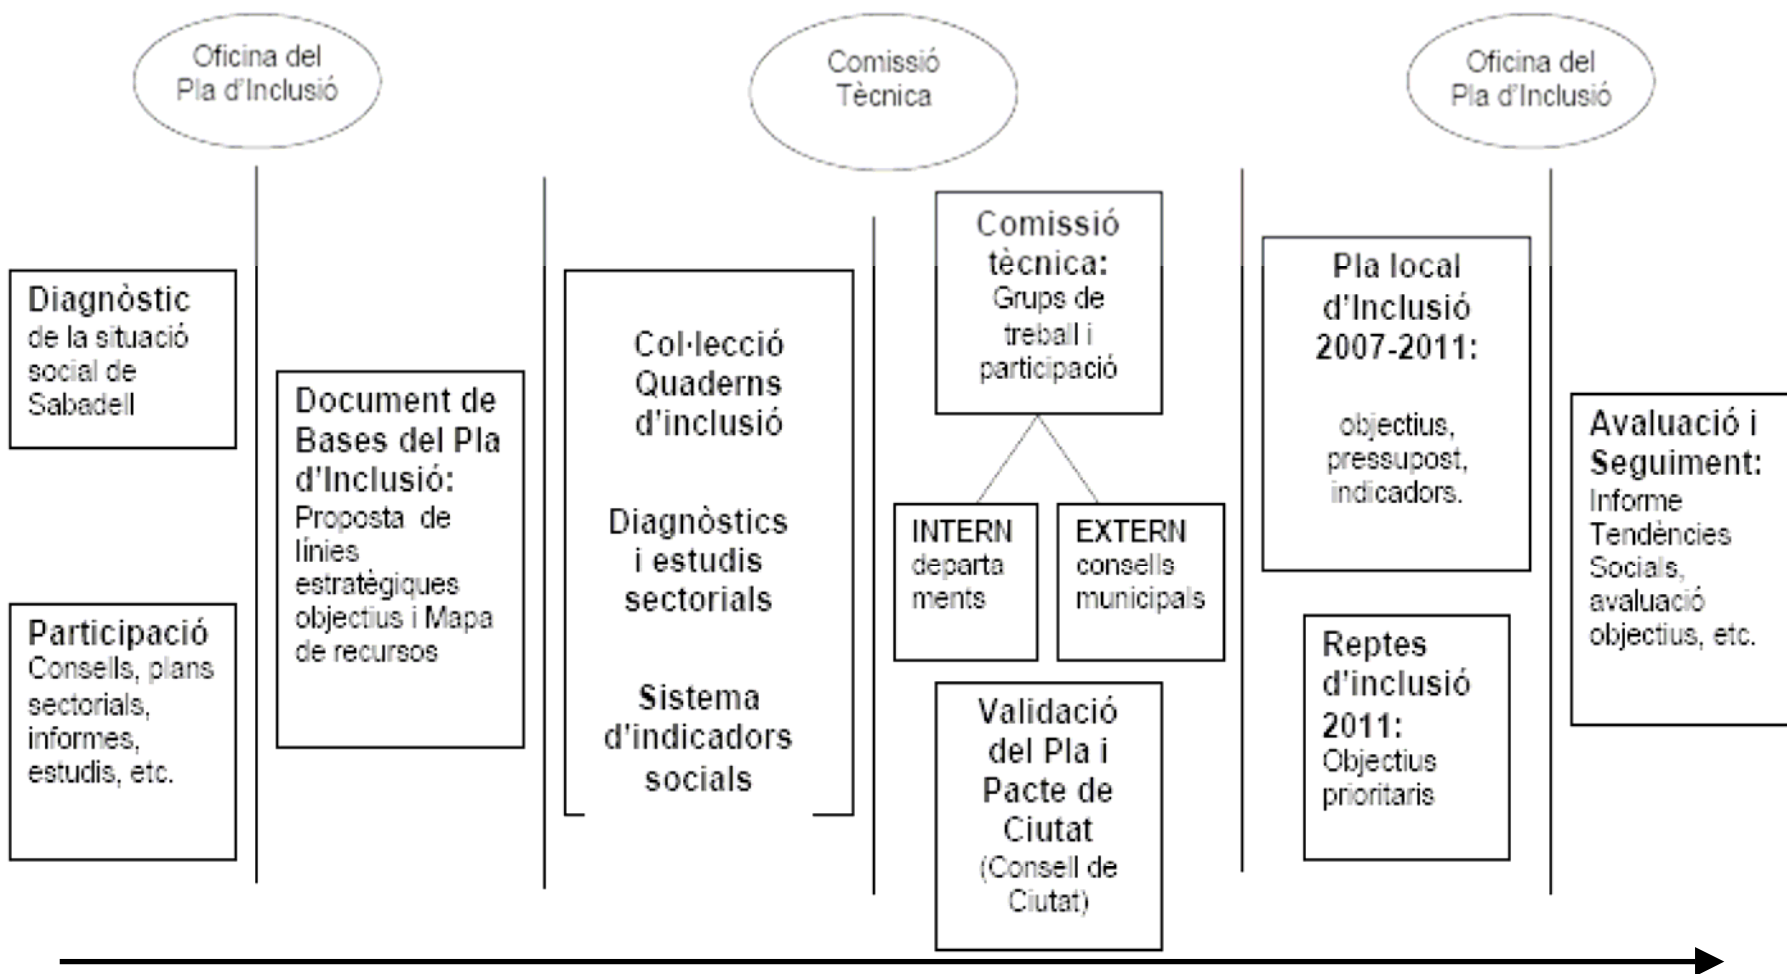 Oficina del
Pla d'Inclusió
Comissió
Tècnica
Oficina del
Pla d'Inclusió
Diagnòstic
de la situació
social de
Sabadell
Participació
Consells, plans
sectorials,
informes,
estudis, etc.
Document de
Bases del Pla
d'Inclusió:
Proposta de
línies
estratègiques
objectius i Mapa
de recursos
Col·lecció
Quaderns
d'inclusió
Diagnòstics
i estudis
sectorials
Sistema
d'indicadors
socials
Comissió
tècnica:
Grups de
treball i
participació
INTERN
departa
ments
EXTERN
consells
municipals
Validació
del Pla i
Pacte de
Ciutat
(Consell de
Ciutat)
Pla local
d'Inclusió
2007-2011:
objectius,
pressupost,
indicadors.
Reptes
d'inclusió
2011:
Objectius
prioritaris
Avaluació i
Seguiment:
Informe
Tendències
Socials,
avaluació
objectius, etc.